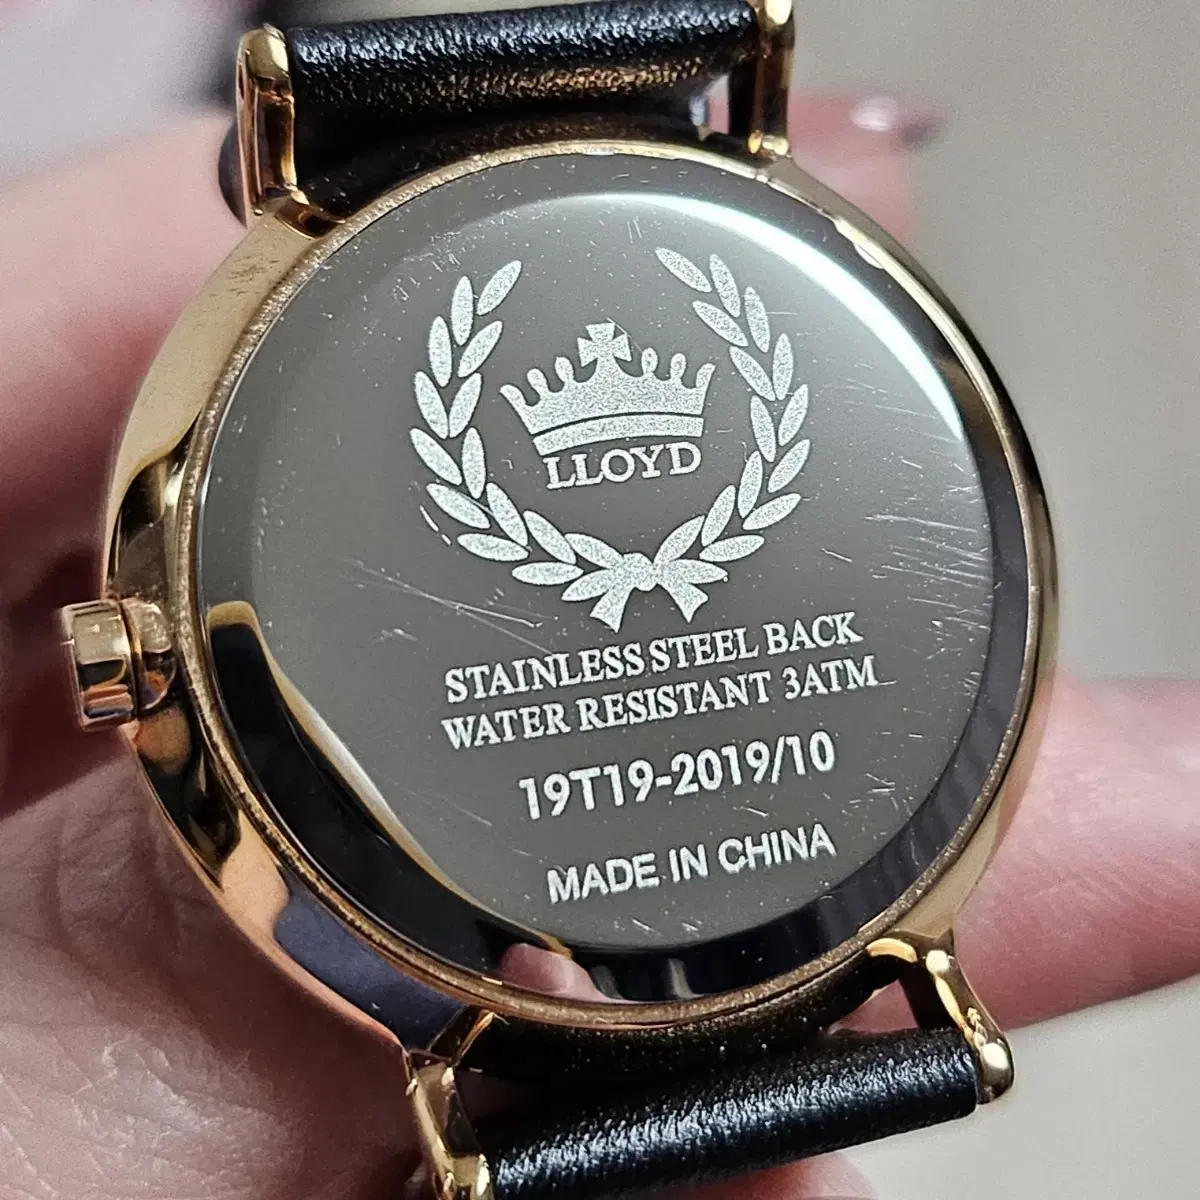 LLOYD
STAINLESS STEEL BACK
WATER RESISTANT 3ATM
19T19-2019/10
MADE IN CHINA